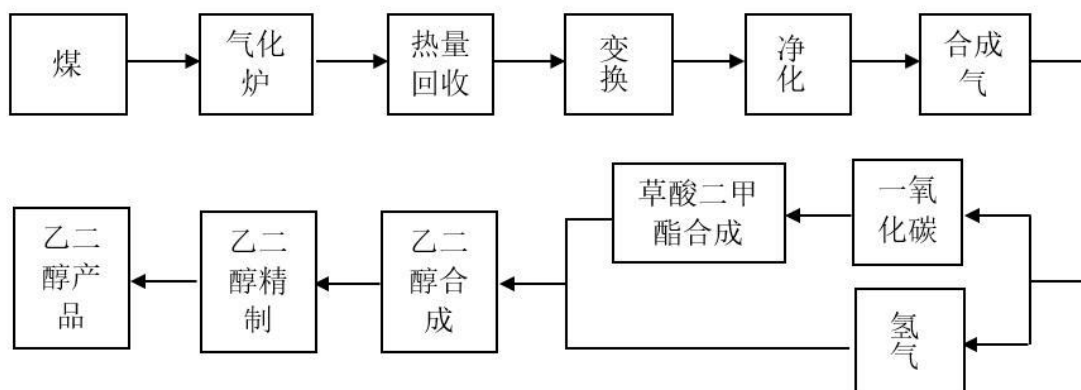 煤
气化
炉
热量
回收
变
换
净
化
合成
气
草酸二甲
酯合成
一氧
化碳
乙二
醇产
品
乙二
醇精
制
乙二
醇合
成
氢
气